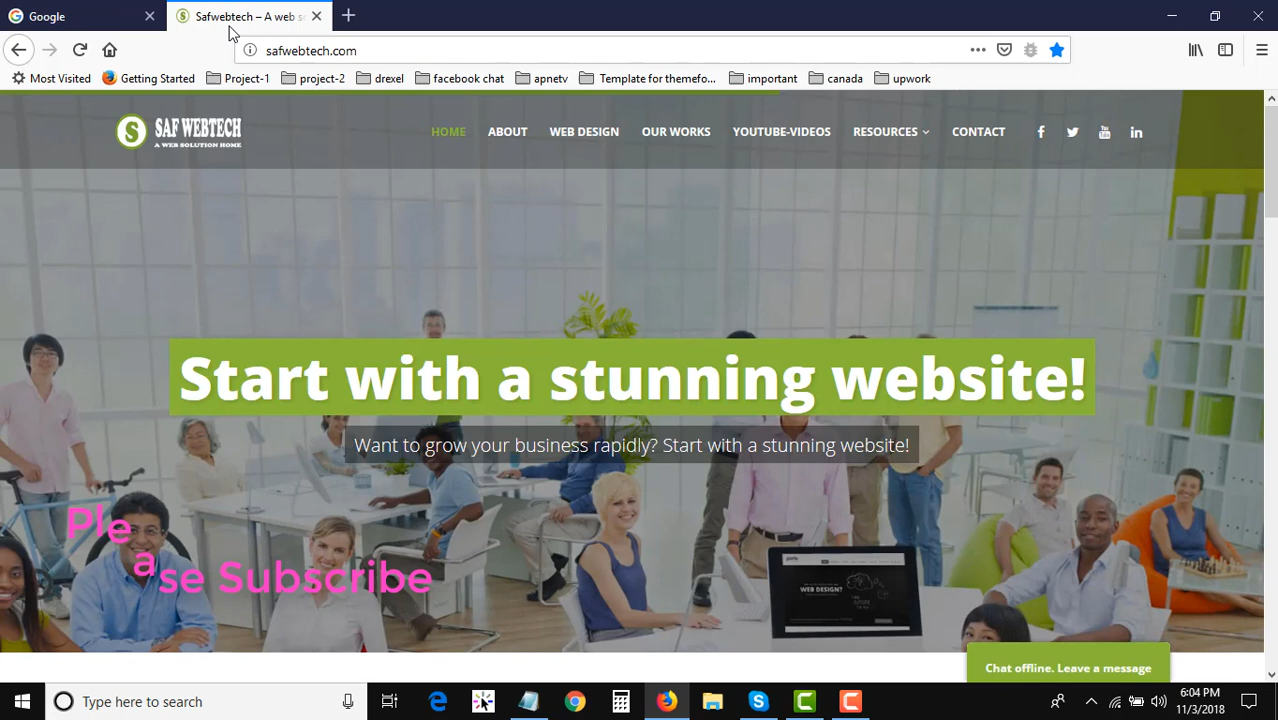 Google
Safwebtech – A web s
safwebtech.com
Most Visited Getting Started Project-1 project-2 drexel facebook chat apnetv Template for themefo... important canada upwork
S SAF WEBTECH
A WEB SOLUTION HOME
HOME ABOUT WEB DESIGN OUR WORKS YOUTUBE-VIDEOS RESOURCES CONTACT
Start with a stunning website!
Want to grow your business rapidly? Start with a stunning website!
Please Subscribe
WEB DESIGN?
Chat offline. Leave a message
Type here to search
6:04 PM
11/3/2018